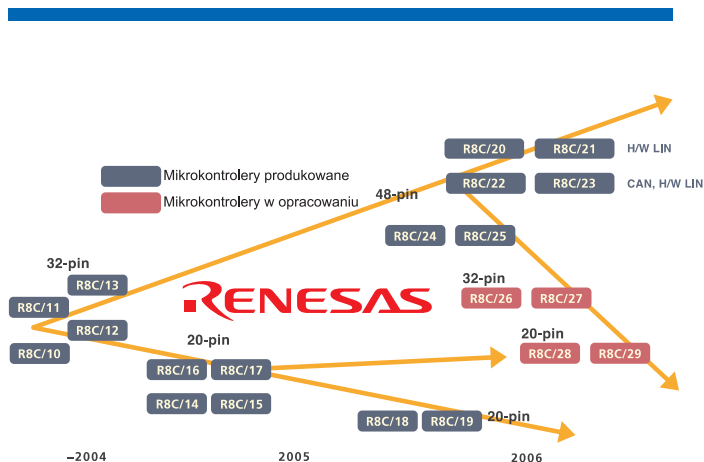 R8C/20 R8C/21 H/W LIN
Mikrokontrolery produkowane
R8C/22 R8C/23 CAN, H/W LIN
Mikrokontrolery w opracowaniu
48-pin
R8C/24 R8C/25
32-pin
R8C/13
32-pin
R8C/11
RENESAS
R8C/26 R8C/27
R8C/12
20-pin
20-pin
R8C/10
R8C/28 R8C/29
R8C/16 R8C/17
R8C/14 R8C/15
R8C/18 R8C/19 20-pin
–2004 2005 2006